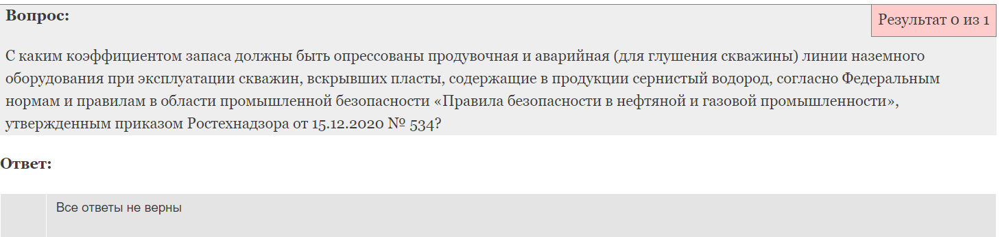 Вопрос:
Результат 0 из 1
С каким коэффициентом запаса должны быть опрессованы продувочная и аварийная (для глушения скважины) линии наземного
оборудования при эксплуатации скважин, вскрывших пласты, содержащие в продукции сернистый водород, согласно Федеральным
нормам и правилам в области промышленной безопасности «Правила безопасности в нефтяной и газовой промышленности»,
утвержденным приказом Ростехнадзора от 15.12.2020 № 534?
Ответ:
Все ответы не верны